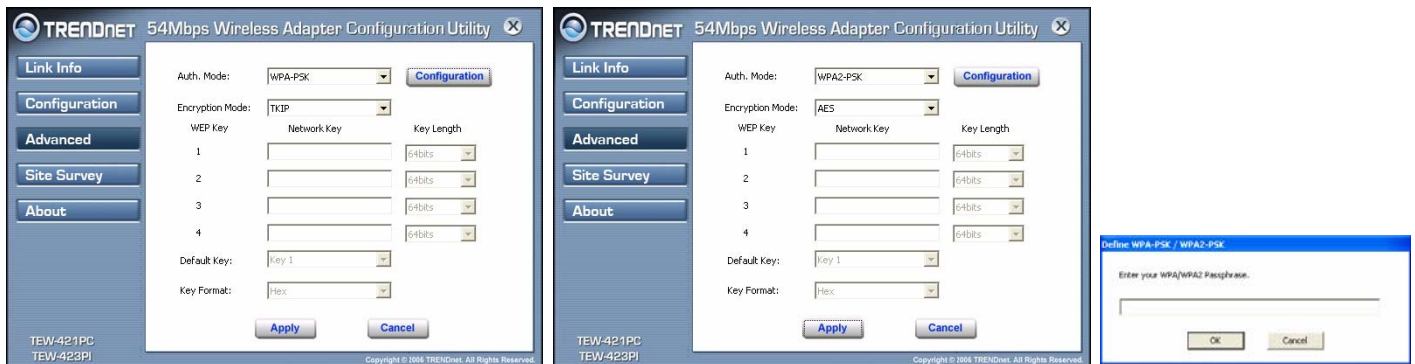 TRENDNET 54Mbps Wireless Adapter Configuration Utility
Link Info
Configuration
Advanced
Site Survey
About
Auth. Mode: WPA-PSK Configuration
Encryption Mode: TKIP
WEP Key Network Key Key Length
1 64bits
2 64bits
3 64bits
4 64bits
Default Key: Key 1
Key Format: Hex
Apply Cancel
TEW-421PC
TEW-423PI
Copyright © 2006 TRENDnet. All Rights Reserved.
TRENDNET 54Mbps Wireless Adapter Configuration Utility
Link Info
Configuration
Advanced
Site Survey
About
Auth. Mode: WPA2-PSK Configuration
Encryption Mode: AES
WEP Key Network Key Key Length
1 64bits
2 64bits
3 64bits
4 64bits
Default Key: Key 1
Key Format: Hex
Apply Cancel
TEW-421PC
TEW-423PI
Copyright © 2006 TRENDnet. All Rights Reserved.
Define WPA-PSK / WPA2-PSK
Enter your WPA/WPA2 Passphrase.
OK Cancel